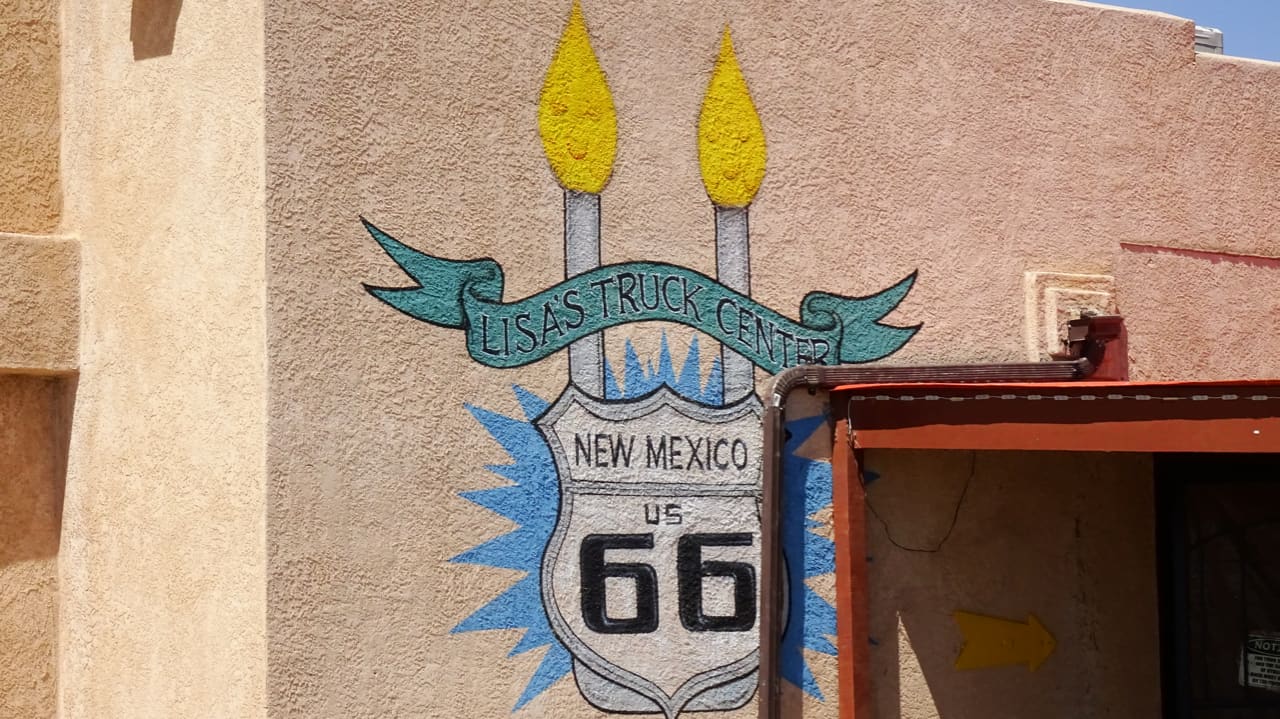 LISA'S TRUCK CENTER
NEW MEXICO
US
66